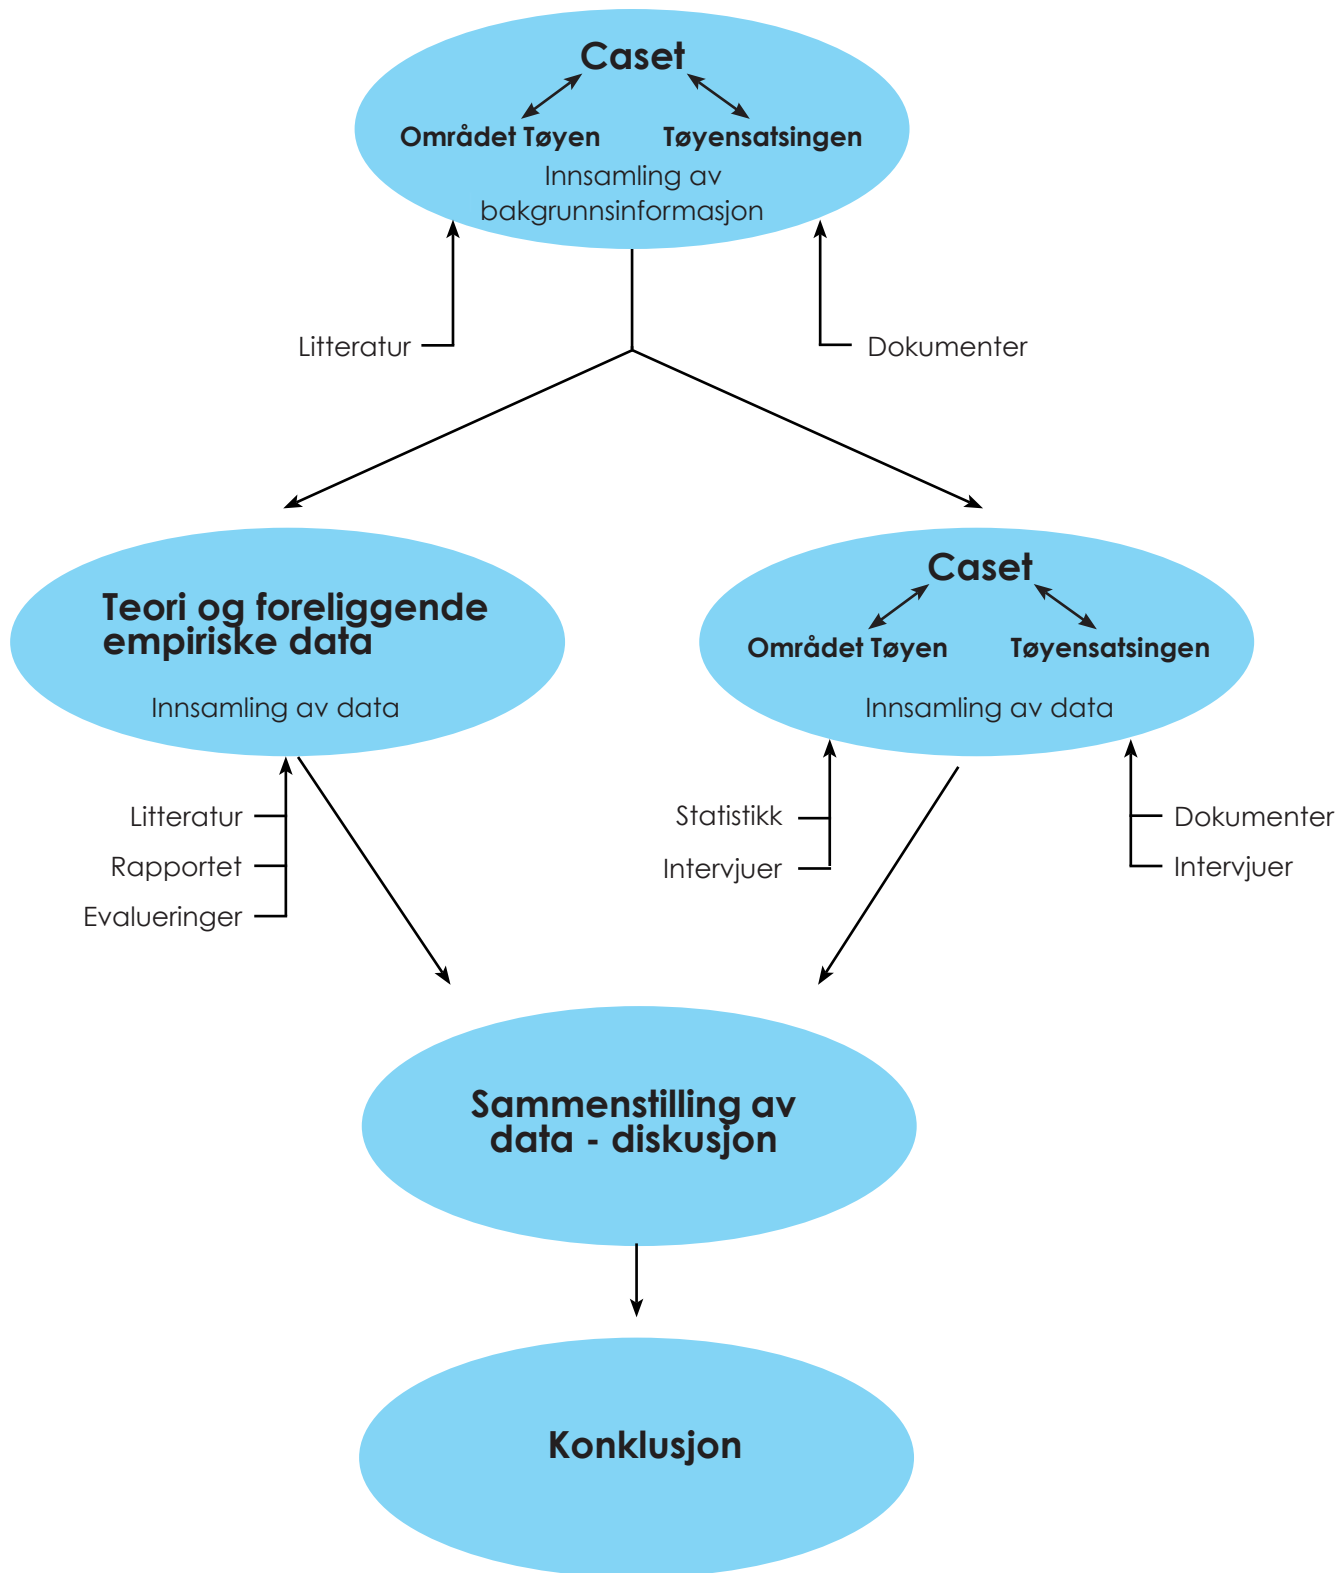 Caset
Området Tøyen
Tøyensatsingen
Innsamling av
bakgrunnsinformasjon
Litteratur
Dokumenter
Teori og foreliggende
empiriske data
Innsamling av data
Litteratur
Rapportet
Evalueringer
Caset
Området Tøyen
Tøyensatsingen
Innsamling av data
Statistikk
Intervjuer
Dokumenter
Intervjuer
Sammenstilling av
data - diskusjon
Konklusjon